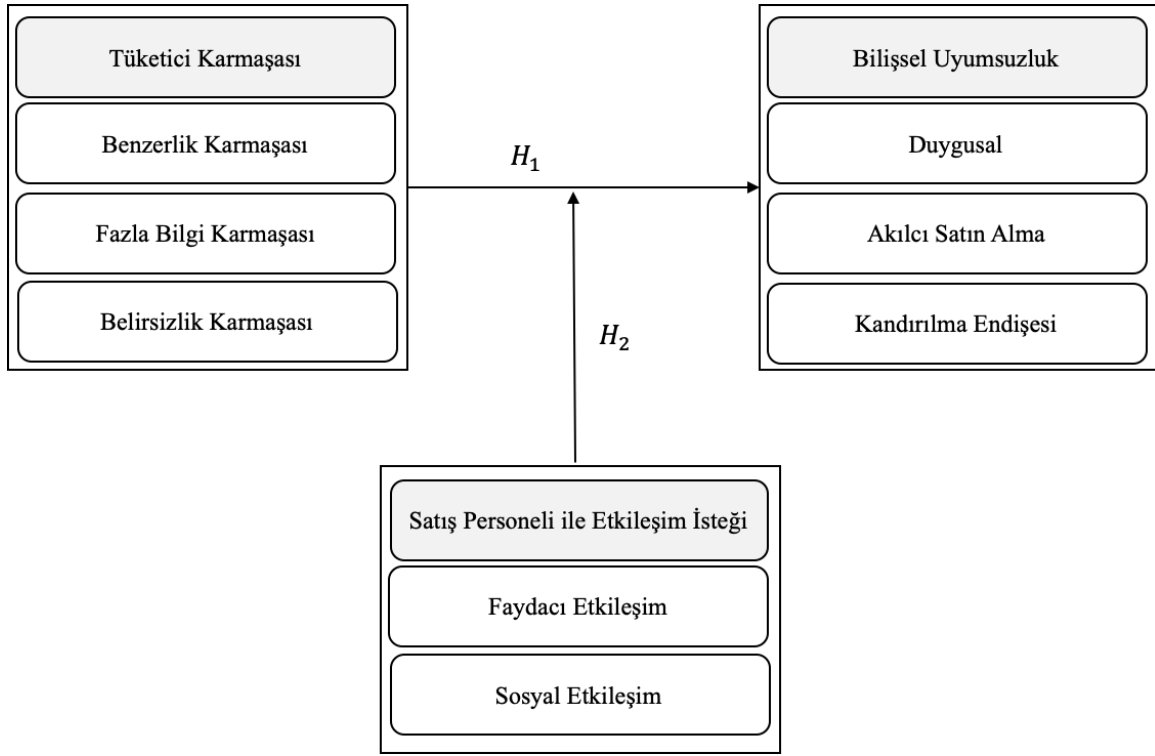 Tüketici Karmaşası
Benzerlik Karmaşası
Fazla Bilgi Karmaşası
Belirsizlik Karmaşası
H₁
Bilişsel Uyumsuzluk
Duygusal
Akılcı Satın Alma
Kandırılma Endişesi
H₂
Satış Personeli ile Etkileşim İsteği
Faydacı Etkileşim
Sosyal Etkileşim